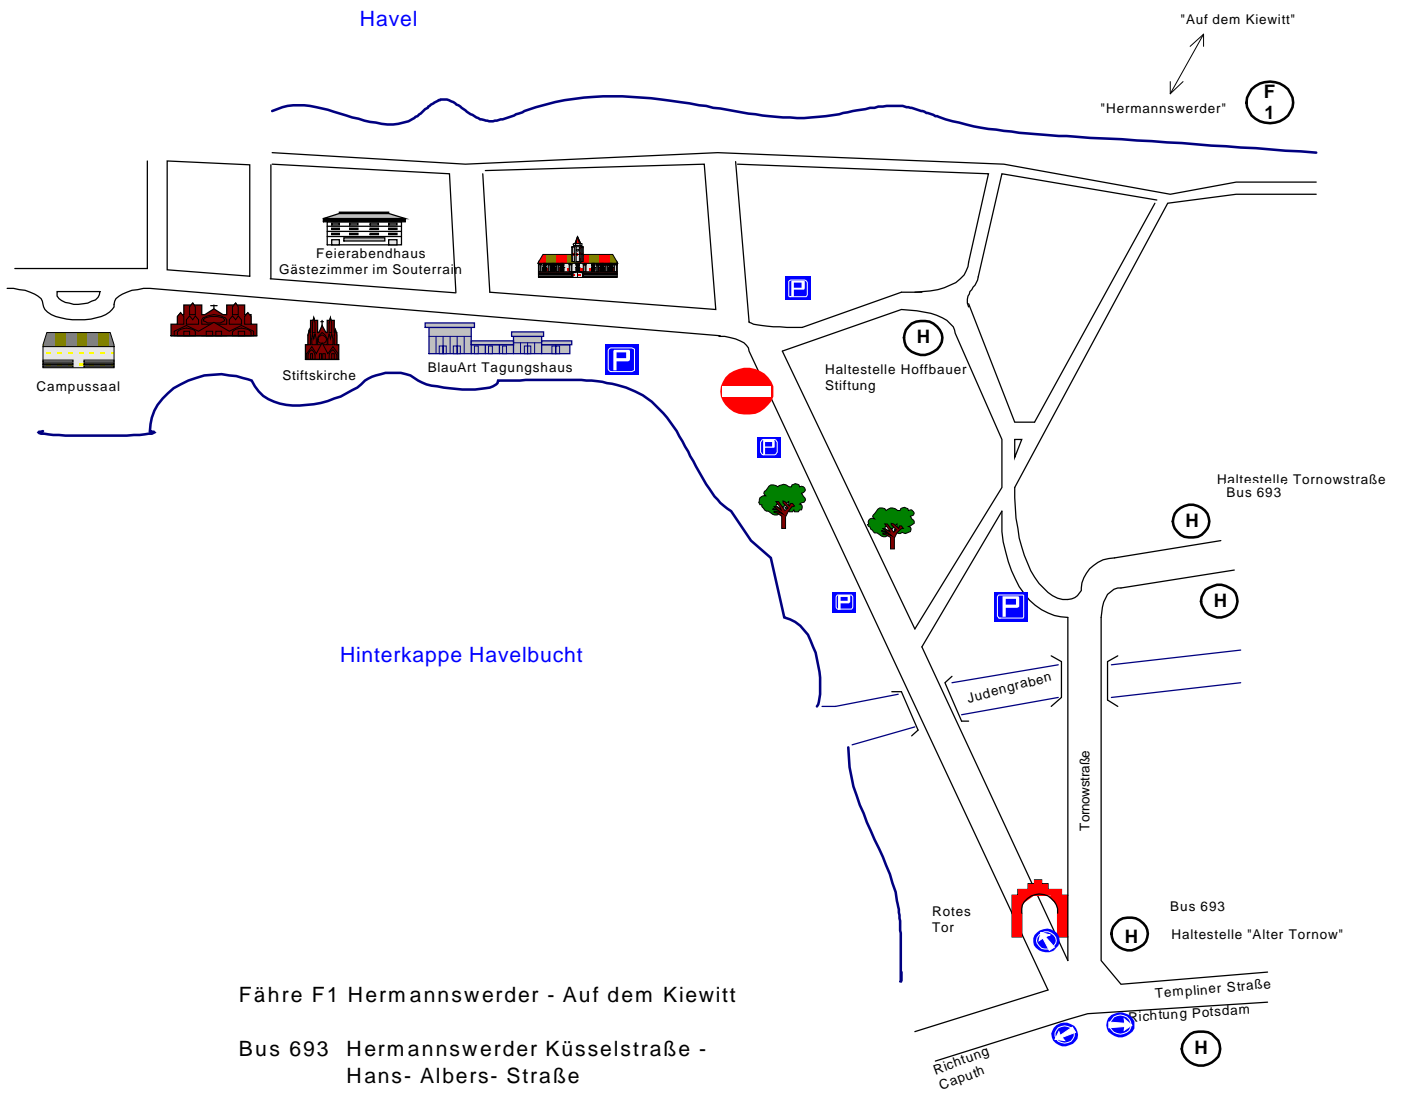 Havel
"Auf dem Kiewitt"
F
1
"Hermannswerder"
Feierabendhaus
Gästezimmer im Souterrain
P
H
Haltestelle Hoffbauer
Stiftung
P
BlauArt Tagungshaus
Stiftskirche
Campussaal
P
Haltestelle Tornowstraße
Bus 693
H
H
P
P
Hinterkappe Havelbucht
Judengraben
Tornowstraße
Rotes
Tor
Bus 693
H
Haltestelle "Alter Tornow"
Templiner Straße
Richtung Potsdam
H
Richtung
Caputh
Fähre F1 Hermannswerder - Auf dem Kiewitt
Bus 693 Hermannswerder Küsselstraße -
Hans- Albers- Straße